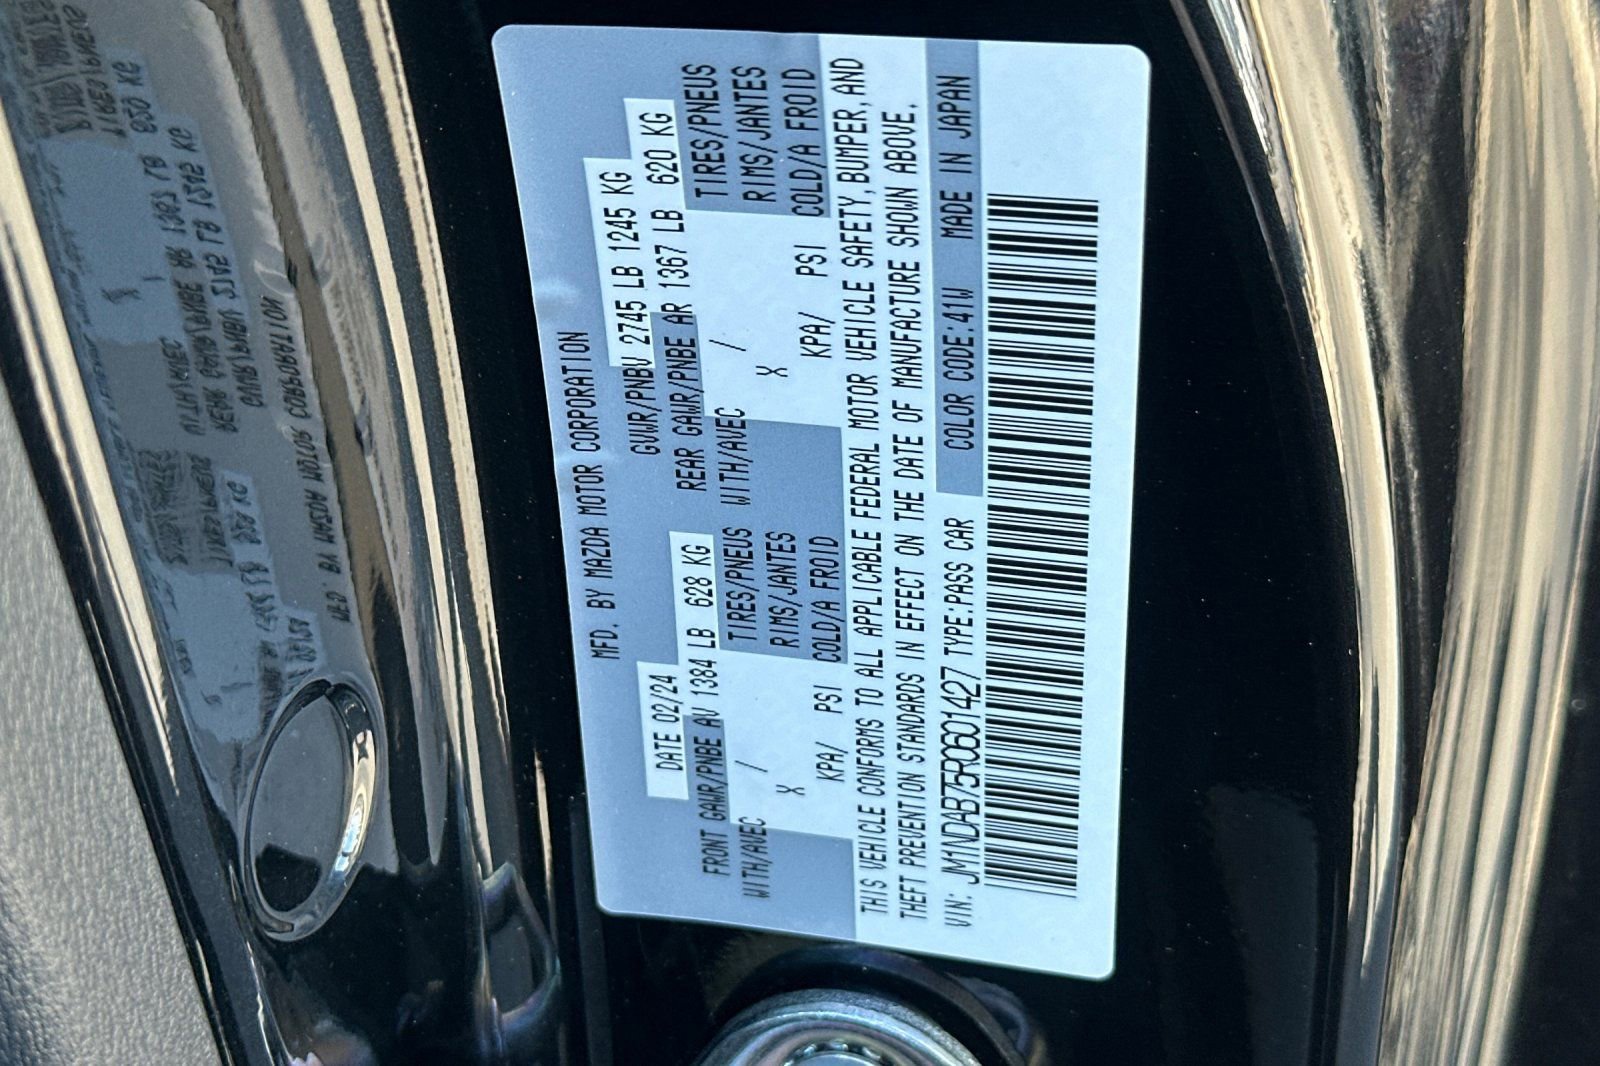 MFD. BY MAZDA MOTOR CORPORATION
DATE 02/24 GVWR/PNBV 2745 LB 1245 KG
FRONT GAWR/PNBE AV 1384 LB 628 KG REAR GAWR/PNBE AR 1367 LB 620 KG
WITH/AVEC / TIRES/PNEUS WITH/AVEC / TIRES/PNEUS
X RIMS/JANTES X RIMS/JANTES
KPA/ PSI COLD/A FROID KPA/ PSI COLD/A FROID
THIS VEHICLE CONFORMS TO ALL APPLICABLE FEDERAL MOTOR VEHICLE SAFETY, BUMPER, AND
THEFT PREVENTION STANDARDS IN EFFECT ON THE DATE OF MANUFACTURE SHOWN ABOVE.
VIN: JM1NDAB75R0601427 TYPE:PASS CAR COLOR CODE:41W MADE IN JAPAN